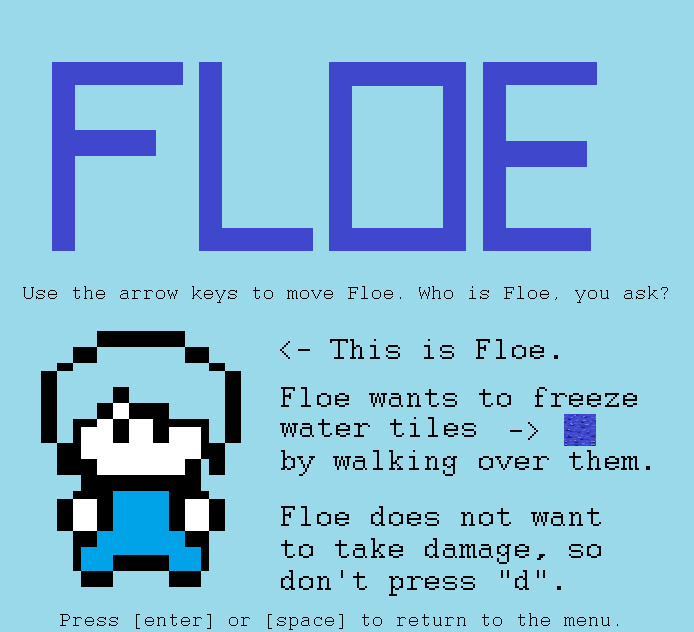 FLOE
Use the arrow keys to move Floe. Who is Floe, you ask?
<- This is Floe.
Floe wants to freeze
water tiles ->
by walking over them.
Floe does not want
to take damage, so
don't press "d".
Press [enter] or [space] to return to the menu.